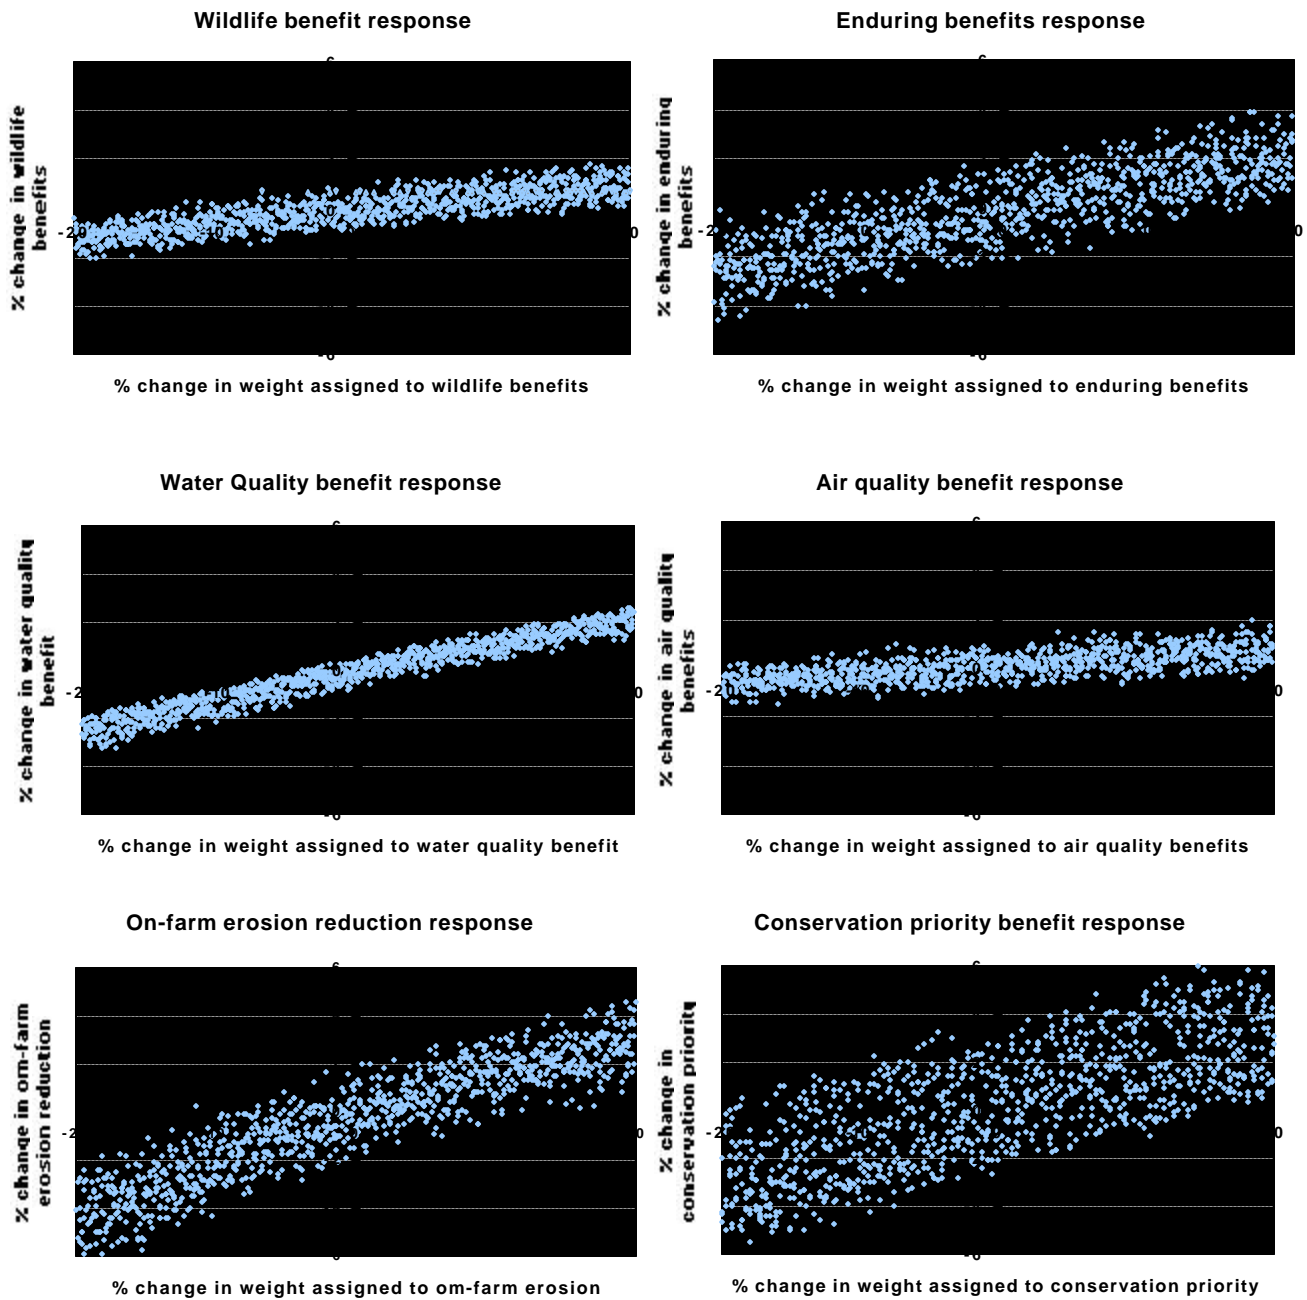 Wildlife benefit response
% change in wildlife
benefits
% change in weight assigned to wildlife benefits
Enduring benefits response
% change in enduring
benefits
% change in weight assigned to enduring benefits
Water Quality benefit response
% change in water quality
benefit
% change in weight assigned to water quality benefit
Air quality benefit response
% change in air quality
benefits
% change in weight assigned to air quality benefits
On-farm erosion reduction response
% change in om-farm
erosion reduction
% change in weight assigned to om-farm erosion
Conservation priority benefit response
% change in
conservation priority
% change in weight assigned to conservation priority